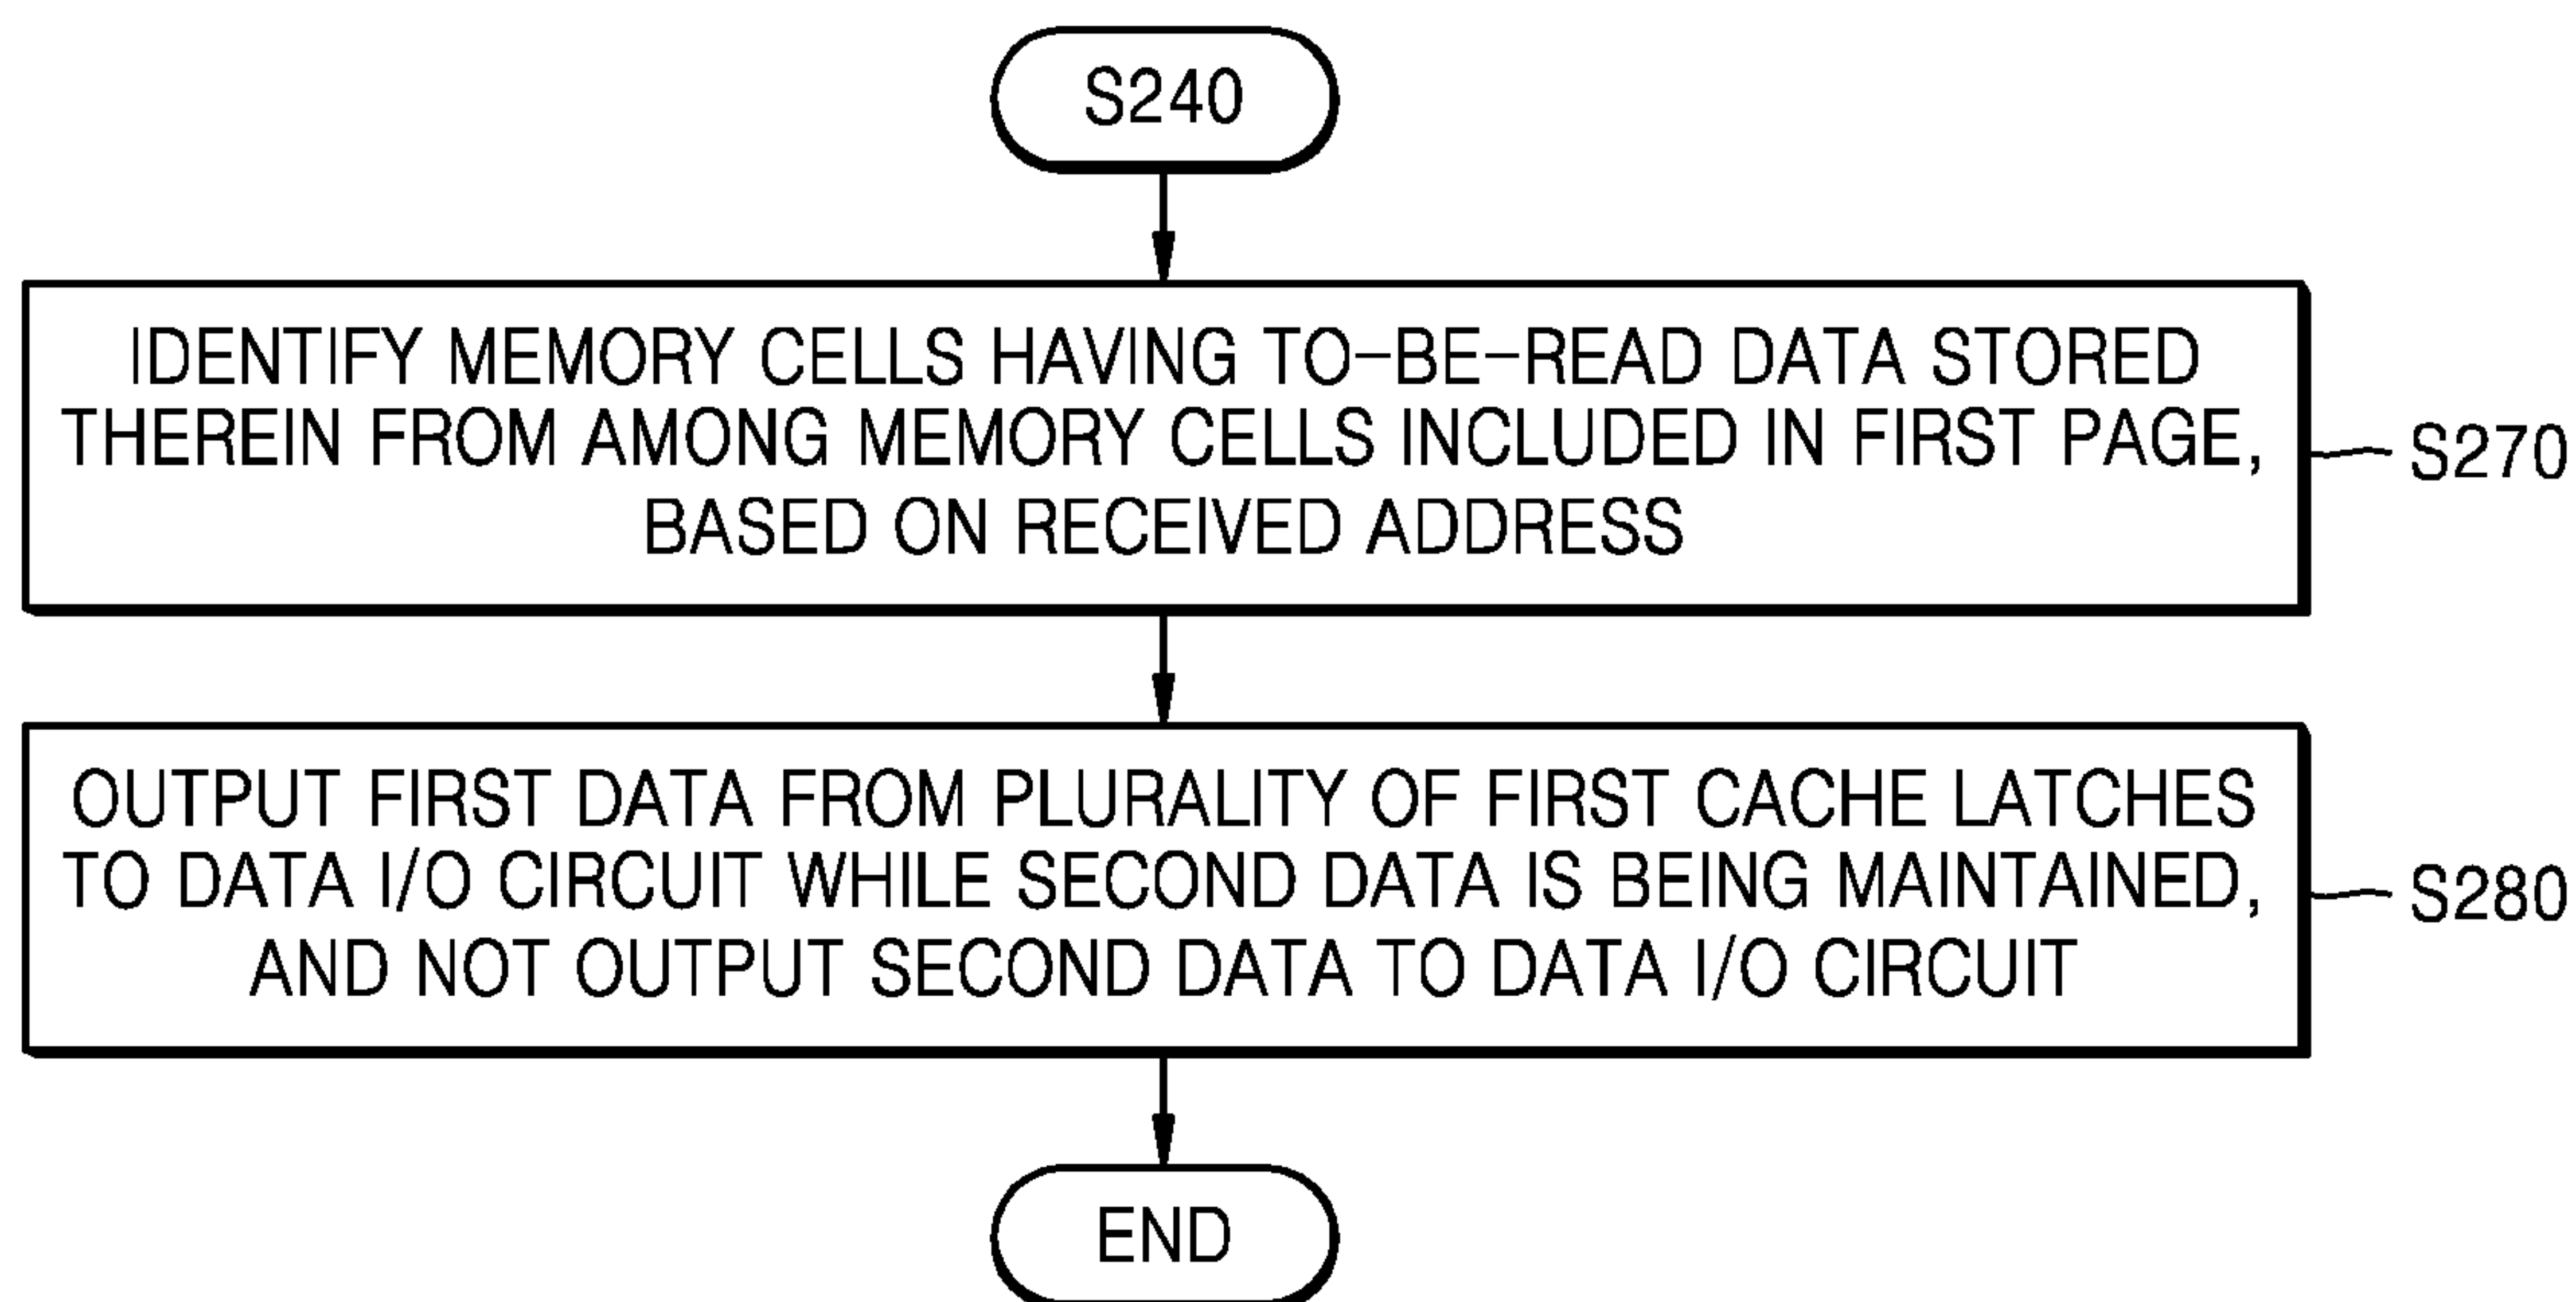 S240
IDENTIFY MEMORY CELLS HAVING TO-BE-READ DATA STORED
THEREIN FROM AMONG MEMORY CELLS INCLUDED IN FIRST PAGE,
BASED ON RECEIVED ADDRESS
S270
OUTPUT FIRST DATA FROM PLURALITY OF FIRST CACHE LATCHES
TO DATA I/O CIRCUIT WHILE SECOND DATA IS BEING MAINTAINED,
AND NOT OUTPUT SECOND DATA TO DATA I/O CIRCUIT
S280
END